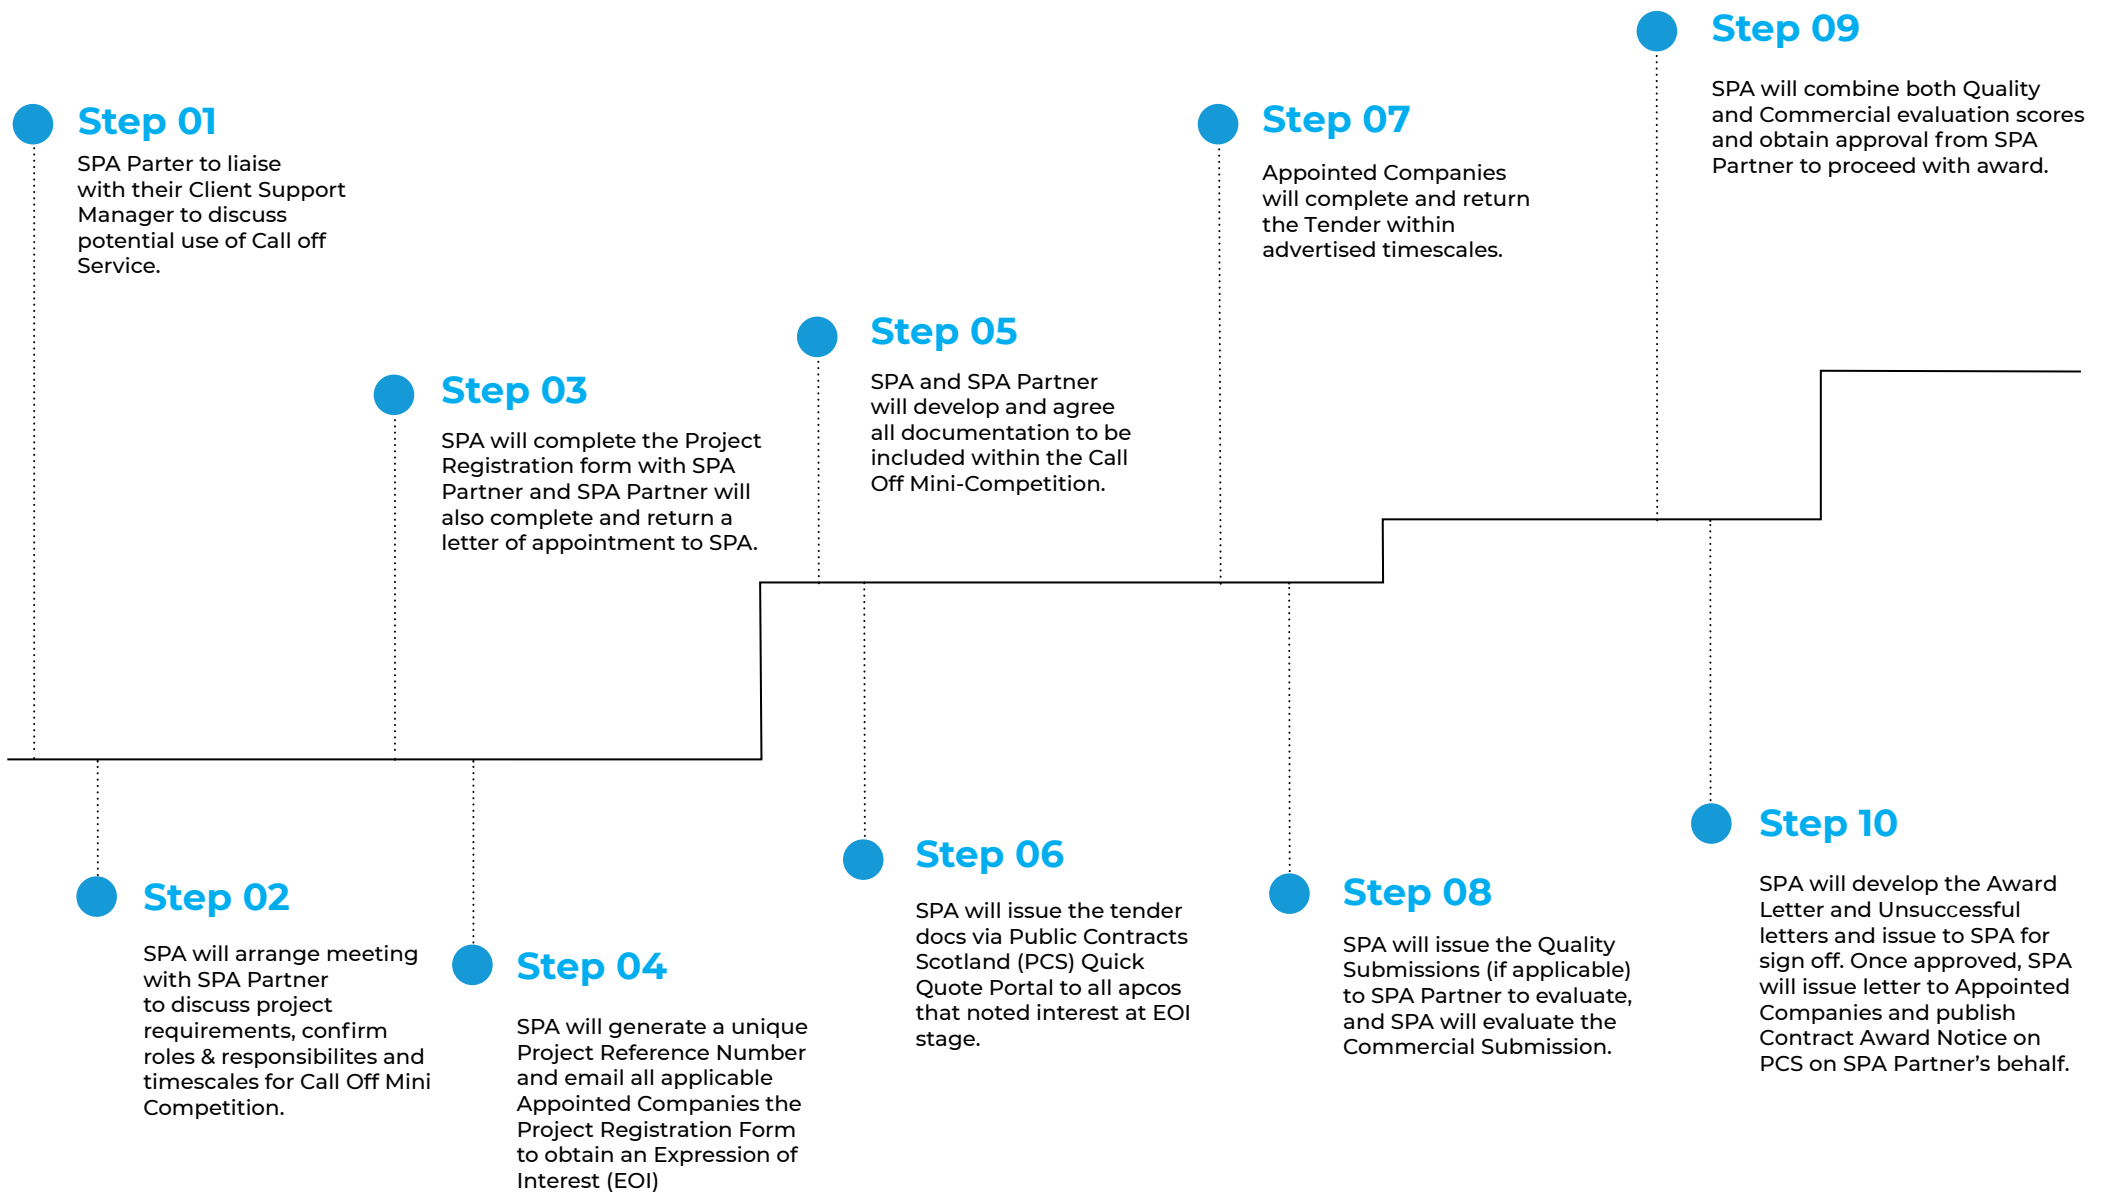 Step 01
SPA Parter to liaise
with their Client Support
Manager to discuss
potential use of Call off
Service.
Step 02
SPA will arrange meeting
with SPA Partner
to discuss project
requirements, confirm
roles & responsibilites and
timescales for Call Off Mini
Competition.
Step 03
SPA will complete the Project
Registration form with SPA
Partner and SPA Partner will
also complete and return a
letter of appointment to SPA.
Step 04
SPA will generate a unique
Project Reference Number
and email all applicable
Appointed Companies the
Project Registration Form
to obtain an Expression of
Interest (EOI)
Step 05
SPA and SPA Partner
will develop and agree
all documentation to be
included within the Call
Off Mini-Competition.
Step 06
SPA will issue the tender
docs via Public Contracts
Scotland (PCS) Quick
Quote Portal to all apcos
that noted interest at EOI
stage.
Step 07
Appointed Companies
will complete and return
the Tender within
advertised timescales.
Step 08
SPA will issue the Quality
Submissions (if applicable)
to SPA Partner to evaluate,
and SPA will evaluate the
Commercial Submission.
Step 09
SPA will combine both Quality
and Commercial evaluation scores
and obtain approval from SPA
Partner to proceed with award.
Step 10
SPA will develop the Award
Letter and Unsuccessful
letters and issue to SPA for
sign off. Once approved, SPA
will issue letter to Appointed
Companies and publish
Contract Award Notice on
PCS on SPA Partner's behalf.